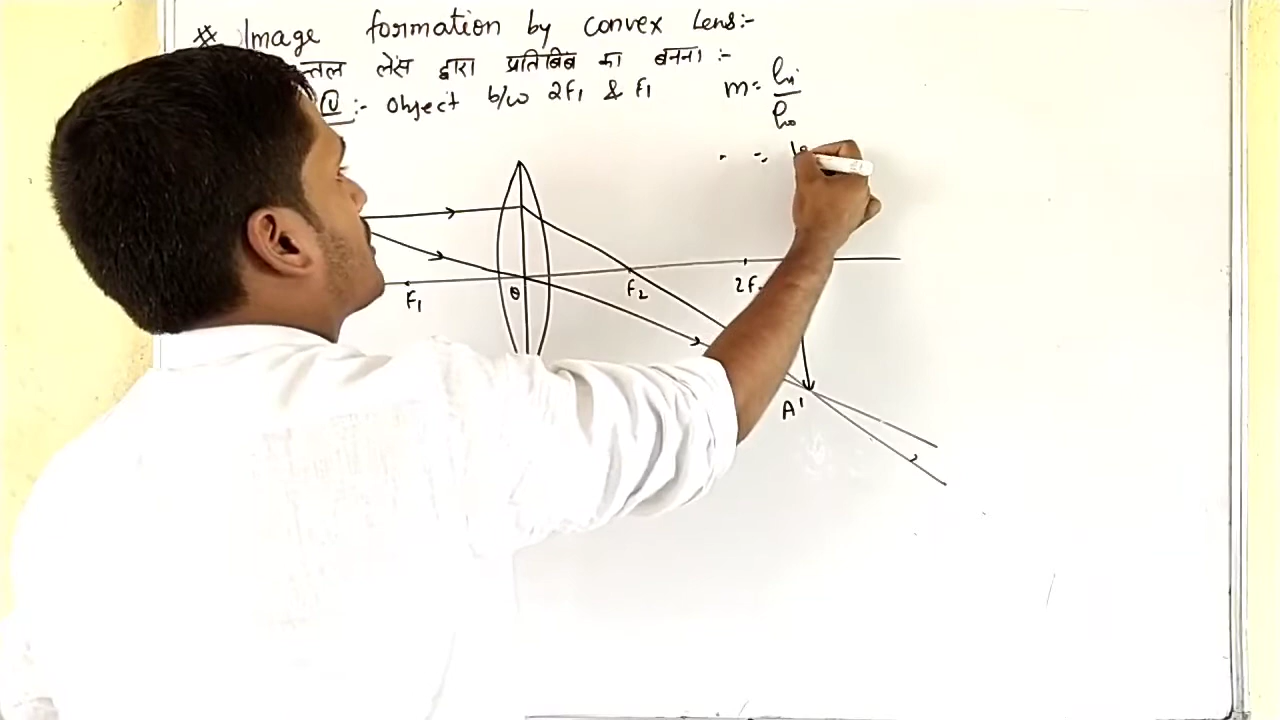 # Image formation by convex Lens:-
लेंस द्वारा प्रतिबिंब का बनना :-
:- Object b/w 2F₁ & F₁
m = hi/ho
=
F₁
O
F₂
2F
A'